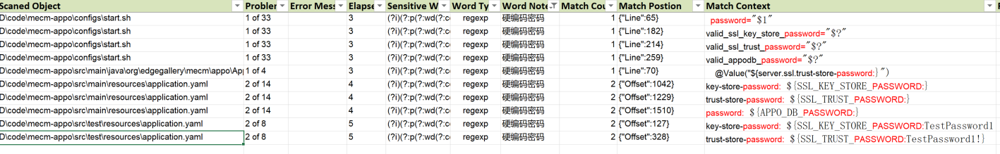 Scaned Object Problem Error Mess Elapse Sensitive W Word Ty Word Note Match Cou Match Postion Match Context
D\code\mecm-appo\configs\start.sh 1 of 33 3 (?i)(?:p(?:wd(?:c regexp 硬编码密码 1 {"Line":65} password="$1"
D\code\mecm-appo\configs\start.sh 1 of 33 3 (?i)(?:p(?:wd(?:c regexp 硬编码密码 1 {"Line":182} valid_ssl_key_store_password="$?"
D\code\mecm-appo\configs\start.sh 1 of 33 3 (?i)(?:p(?:wd(?:c regexp 硬编码密码 1 {"Line":214} valid_ssl_trust_password="$?"
D\code\mecm-appo\configs\start.sh 1 of 33 3 (?i)(?:p(?:wd(?:c regexp 硬编码密码 1 {"Line":259} valid_appodb_password="$?"
D\code\mecm-appo\src\main\java\org\edgegallery\mecm\appo\Ap 1 of 4 3 (?i)(?:p(?:wd(?:c regexp 硬编码密码 1 {"Line":70} @Value("${server.ssl.trust-store-password:}")
D\code\mecm-appo\src\main\resources\application.yaml 2 of 14 4 (?i)(?:p(?:wd(?:c regexp 硬编码密码 2 {"Offset":1042} key-store-password: ${SSL_KEY_STORE_PASSWORD:}
D\code\mecm-appo\src\main\resources\application.yaml 2 of 14 4 (?i)(?:p(?:wd(?:c regexp 硬编码密码 2 {"Offset":1229} trust-store-password: ${SSL_TRUST_PASSWORD:}
D\code\mecm-appo\src\main\resources\application.yaml 2 of 14 4 (?i)(?:p(?:wd(?:c regexp 硬编码密码 2 {"Offset":1510} password: ${APPO_DB_PASSWORD:}
D\code\mecm-appo\src\test\resources\application.yaml 2 of 8 5 (?i)(?:p(?:wd(?:c regexp 硬编码密码 2 {"Offset":127} key-store-password: ${SSL_KEY_STORE_PASSWORD:TestPassword1
D\code\mecm-appo\src\test\resources\application.yaml 2 of 8 5 (?i)(?:p(?:wd(?:c regexp 硬编码密码 2 {"Offset":328} trust-store-password: ${SSL_TRUST_PASSWORD:TestPassword1!}